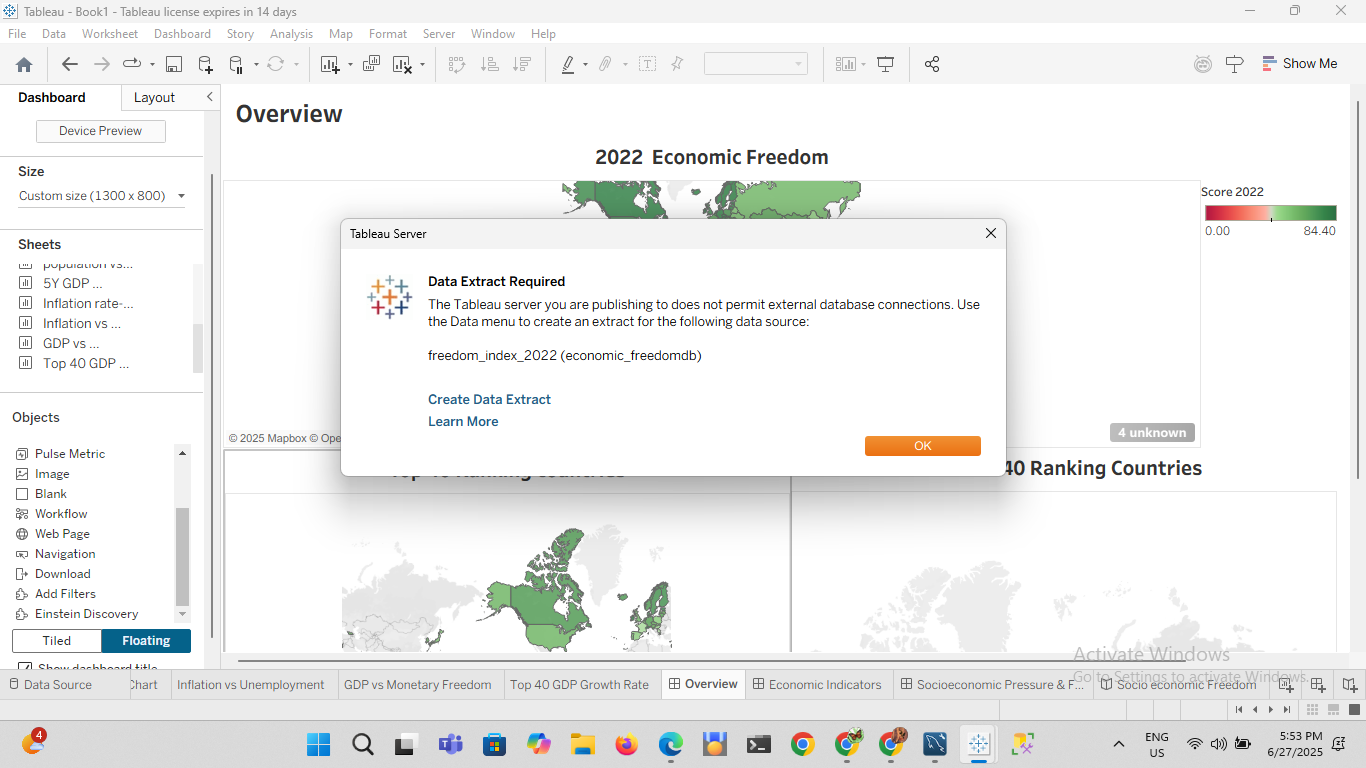 Tableau - Book1 - Tableau license expires in 14 days
File Data Worksheet Dashboard Story Analysis Map Format Server Window Help
Show Me
Dashboard Layout
Device Preview
Size
Custom size (1300 x 800)
Sheets
population vs...
5Y GDP ...
Inflation rate-...
Inflation vs ...
GDP vs ...
Top 40 GDP ...
Objects
Pulse Metric
Image
Blank
Workflow
Web Page
Navigation
Download
Add Filters
Einstein Discovery
Tiled Floating
Show dashboard title
Overview
2022 Economic Freedom
Score 2022
0.00 84.40
Tableau Server
Data Extract Required
The Tableau server you are publishing to does not permit external database connections. Use
the Data menu to create an extract for the following data source:
freedom_index_2022 (economic_freedomdb)
Create Data Extract
Learn More
OK
© 2025 Mapbox © Ope
4 unknown
40 Ranking Countries
Activate Windows
Go to Settings to activate Windows.
Data Source Chart Inflation vs Unemployment GDP vs Monetary Freedom Top 40 GDP Growth Rate Overview Economic Indicators Socioeconomic Pressure & F... Socio economic Freedom
4
ENG
US
5:53 PM
6/27/2025